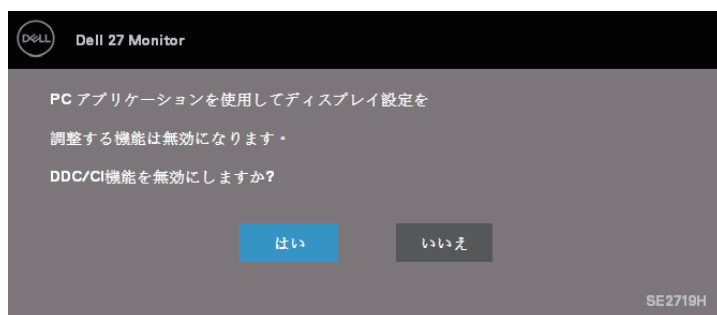 DELL
Dell 27 Monitor
PC アプリケーションを使用してディスプレイ設定を
調整する機能は無効になります。
DDC/CI機能を無効にしますか?
はい
いいえ
SE2719H